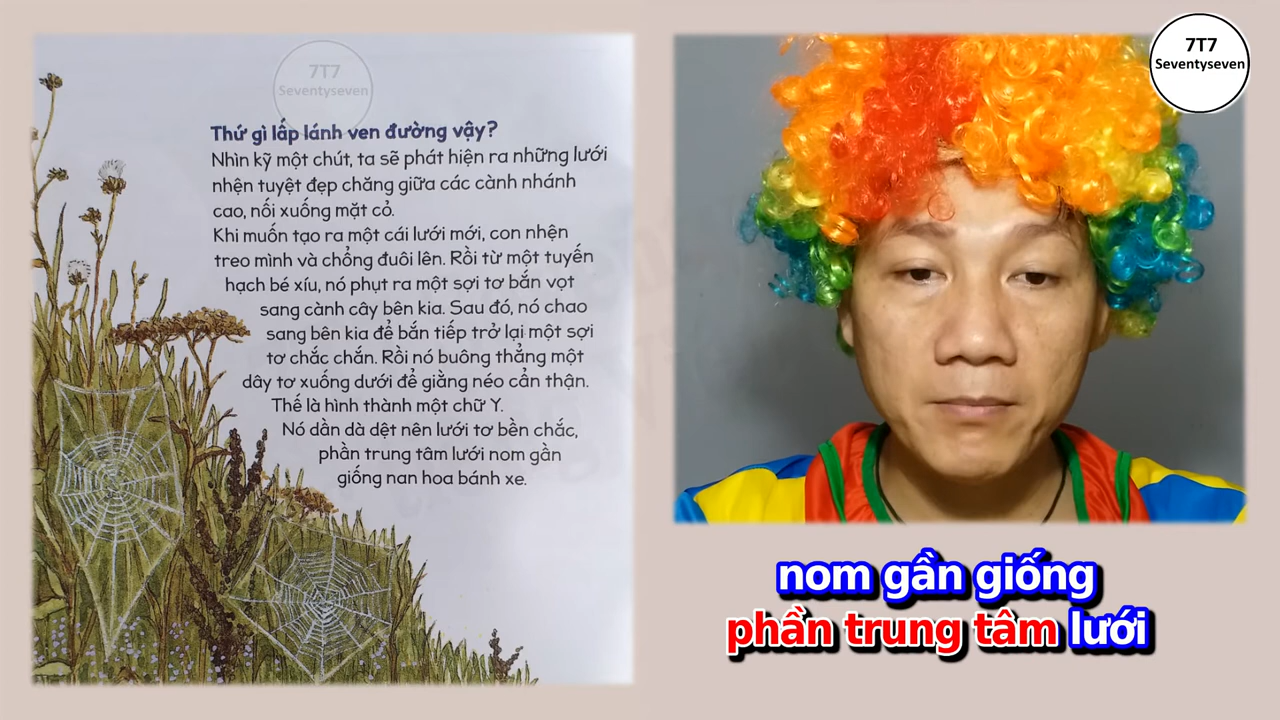 7T7
Seventyseven
Thứ gì lấp lánh ven đường vậy?
Nhìn kỹ một chút, ta sẽ phát hiện ra những lưới
nhện tuyệt đẹp chăng giữa các cành nhánh
cao, nối xuống mặt cỏ.
Khi muốn tạo ra một cái lưới mới, con nhện
treo mình và chổng đuôi lên. Rồi từ một tuyến
hạch bé xíu, nó phụt ra một sợi tơ bắn vọt
sang cành cây bên kia. Sau đó, nó chao
sang bên kia để bắn tiếp trở lại một sợi
tơ chắc chắn. Rồi nó buông thẳng một
dây tơ xuống dưới để giằng néo cẩn thận.
Thế là hình thành một chữ Y.
Nó dần dà dệt nên lưới tơ bền chắc,
phần trung tâm lưới nom gần
giống nan hoa bánh xe.
7T7
Seventyseven
nom gần giống
phần trung tâm lưới